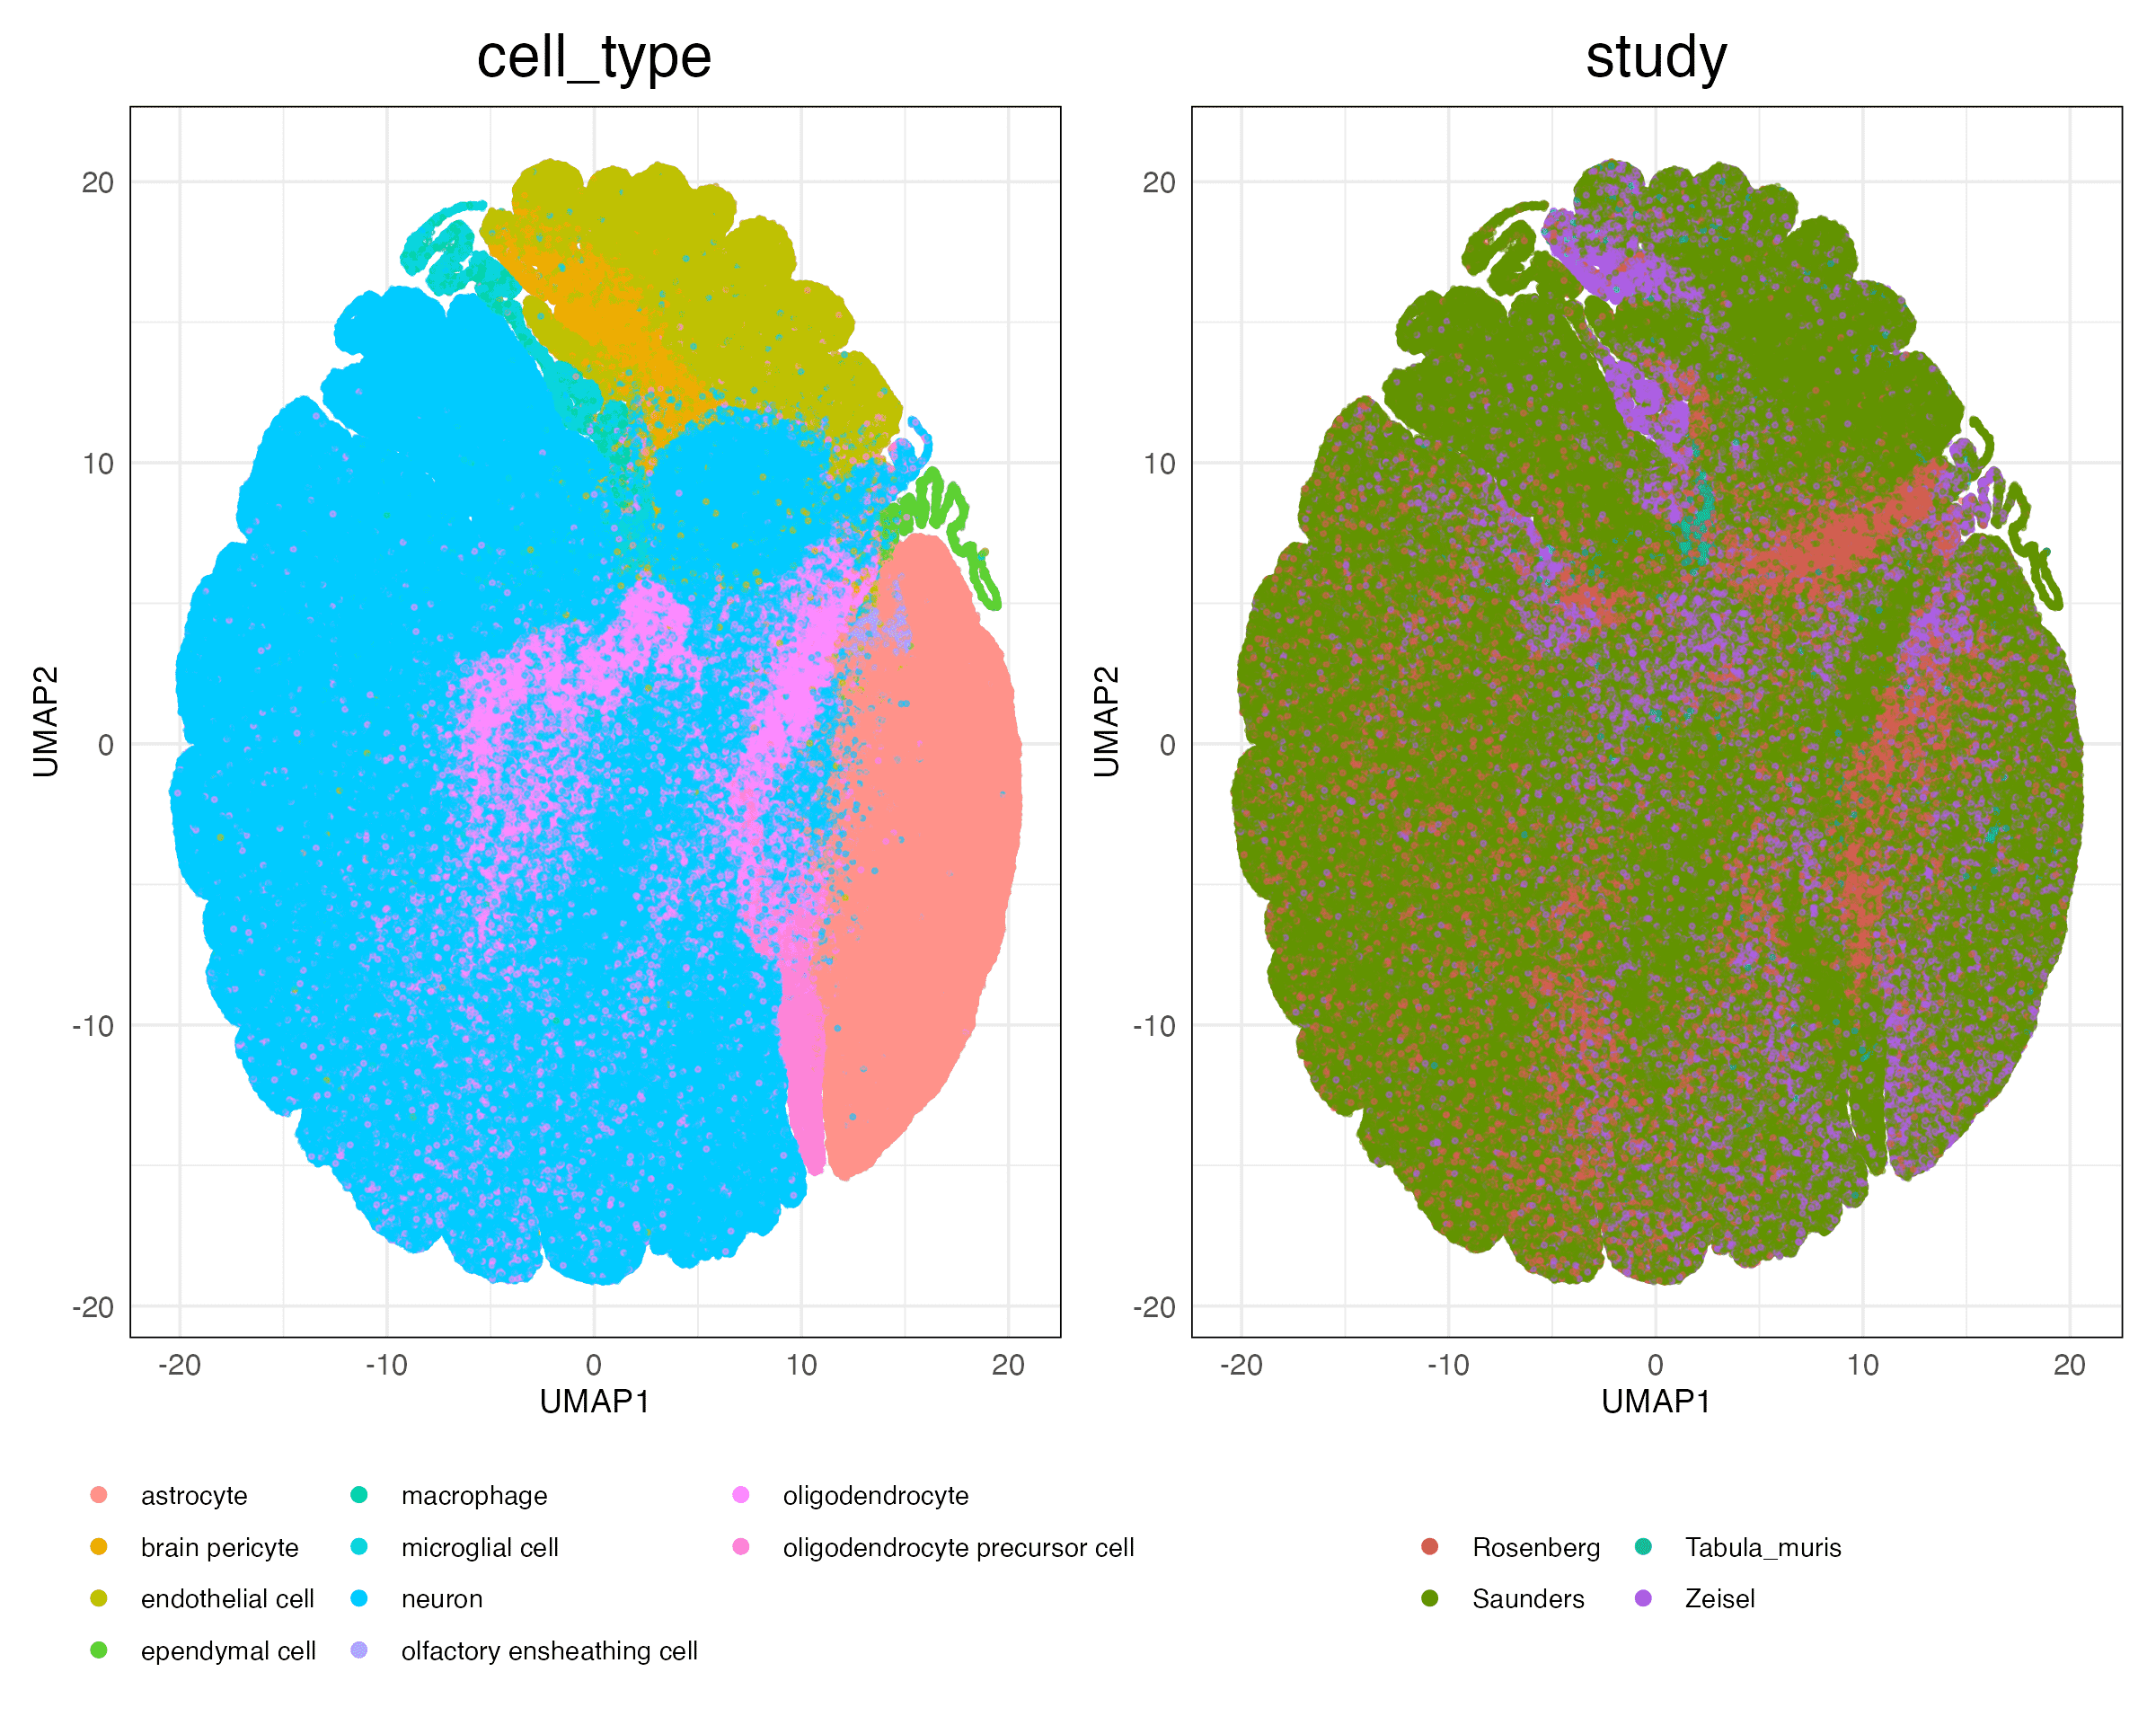 cell_type
study
20
10
0
-10
-20
UMAP2
-20
-10
0
10
20
UMAP1
20
10
0
-10
-20
UMAP2
-20
-10
0
10
20
UMAP1
astrocyte
brain pericyte
endothelial cell
ependymal cell
macrophage
microglial cell
neuron
olfactory ensheathing cell
oligodendrocyte
oligodendrocyte precursor cell
Rosenberg
Saunders
Tabula_muris
Zeisel